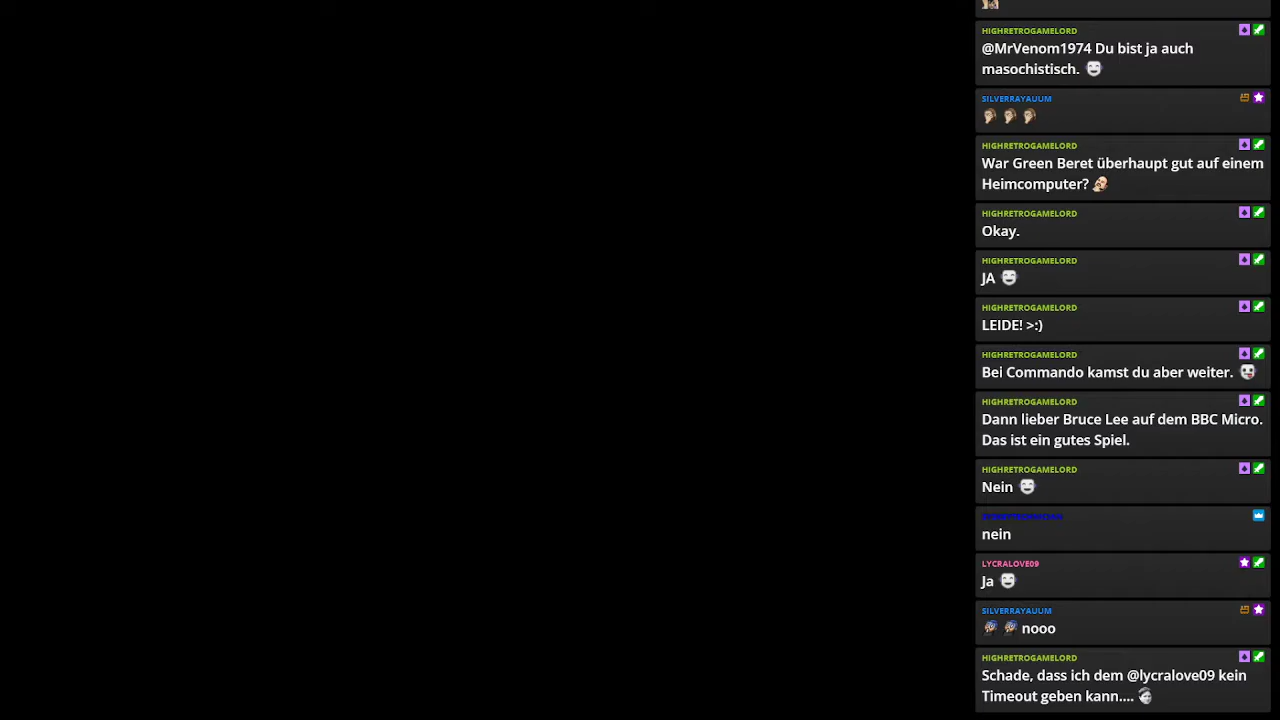 HIGHRETROGAMELORD
@MrVenom1974 Du bist ja auch
masochistisch.
SILVERRAYAUUM
HIGHRETROGAMELORD
War Green Beret überhaupt gut auf einem
Heimcomputer?
HIGHRETROGAMELORD
Okay.
HIGHRETROGAMELORD
JA
HIGHRETROGAMELORD
LEIDE! >:)
HIGHRETROGAMELORD
Bei Commando kamst du aber weiter.
HIGHRETROGAMELORD
Dann lieber Bruce Lee auf dem BBC Micro.
Das ist ein gutes Spiel.
HIGHRETROGAMELORD
Nein
nein
LYCRALOVE09
Ja
SILVERRAYAUUM
nooo
HIGHRETROGAMELORD
Schade, dass ich dem @lycralove09 kein
Timeout geben kann....